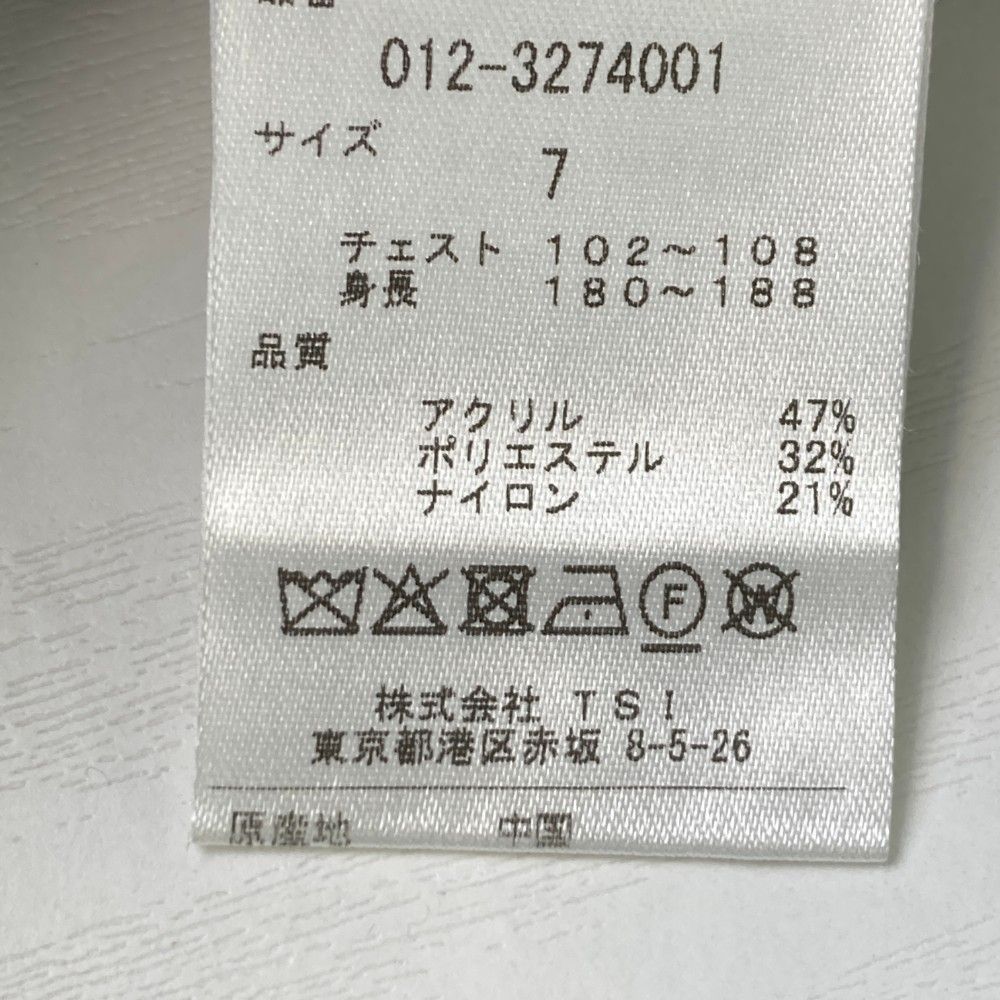 品番
012-3274001
サイズ
7
チェスト 102～108
身長 180～188
品質
アクリル 47%
ポリエステル 32%
ナイロン 21%
F W
株式会社 TSI
東京都港区赤坂 8-5-26
原産地 中国